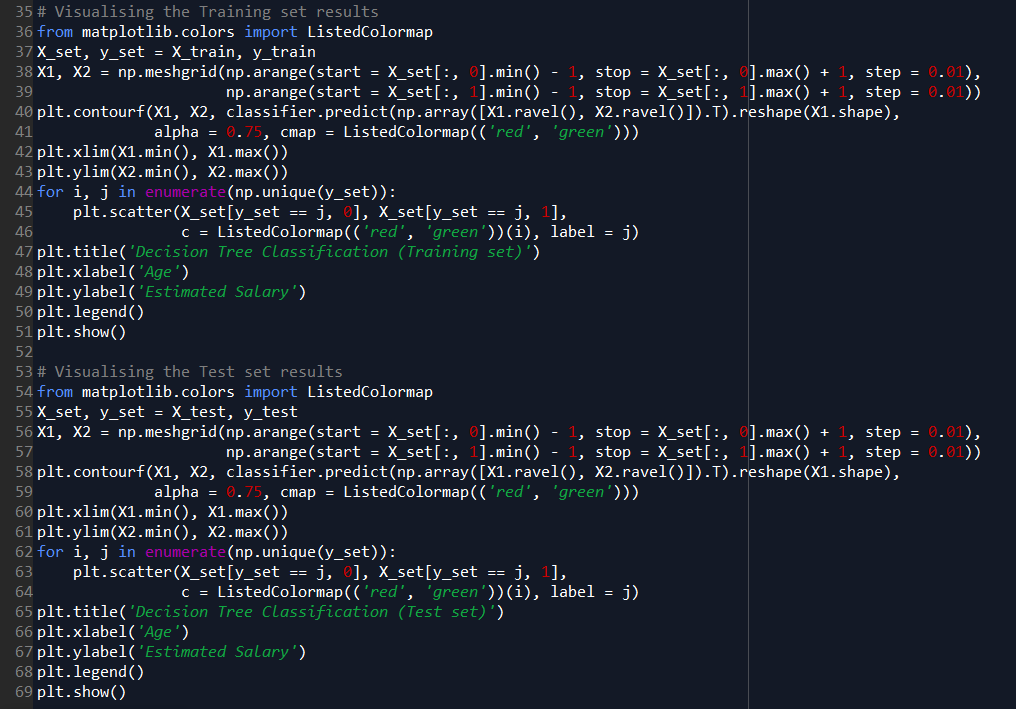 35 # Visualising the Training set results
36 from matplotlib.colors import ListedColormap
37 X_set, y_set = X_train, y_train
38 X1, X2 = np.meshgrid(np.arange(start = X_set[:, 0].min() - 1, stop = X_set[:, 0].max() + 1, step = 0.01),
39                      np.arange(start = X_set[:, 1].min() - 1, stop = X_set[:, 1].max() + 1, step = 0.01))
40 plt.contourf(X1, X2, classifier.predict(np.array([X1.ravel(), X2.ravel()]).T).reshape(X1.shape),
41              alpha = 0.75, cmap = ListedColormap(('red', 'green')))
42 plt.xlim(X1.min(), X1.max())
43 plt.ylim(X2.min(), X2.max())
44 for i, j in enumerate(np.unique(y_set)):
45     plt.scatter(X_set[y_set == j, 0], X_set[y_set == j, 1],
46                 c = ListedColormap(('red', 'green'))(i), label = j)
47 plt.title('Decision Tree Classification (Training set)')
48 plt.xlabel('Age')
49 plt.ylabel('Estimated Salary')
50 plt.legend()
51 plt.show()
52
53 # Visualising the Test set results
54 from matplotlib.colors import ListedColormap
55 X_set, y_set = X_test, y_test
56 X1, X2 = np.meshgrid(np.arange(start = X_set[:, 0].min() - 1, stop = X_set[:, 0].max() + 1, step = 0.01),
57                      np.arange(start = X_set[:, 1].min() - 1, stop = X_set[:, 1].max() + 1, step = 0.01))
58 plt.contourf(X1, X2, classifier.predict(np.array([X1.ravel(), X2.ravel()]).T).reshape(X1.shape),
59              alpha = 0.75, cmap = ListedColormap(('red', 'green')))
60 plt.xlim(X1.min(), X1.max())
61 plt.ylim(X2.min(), X2.max())
62 for i, j in enumerate(np.unique(y_set)):
63     plt.scatter(X_set[y_set == j, 0], X_set[y_set == j, 1],
64                 c = ListedColormap(('red', 'green'))(i), label = j)
65 plt.title('Decision Tree Classification (Test set)')
66 plt.xlabel('Age')
67 plt.ylabel('Estimated Salary')
68 plt.legend()
69 plt.show()